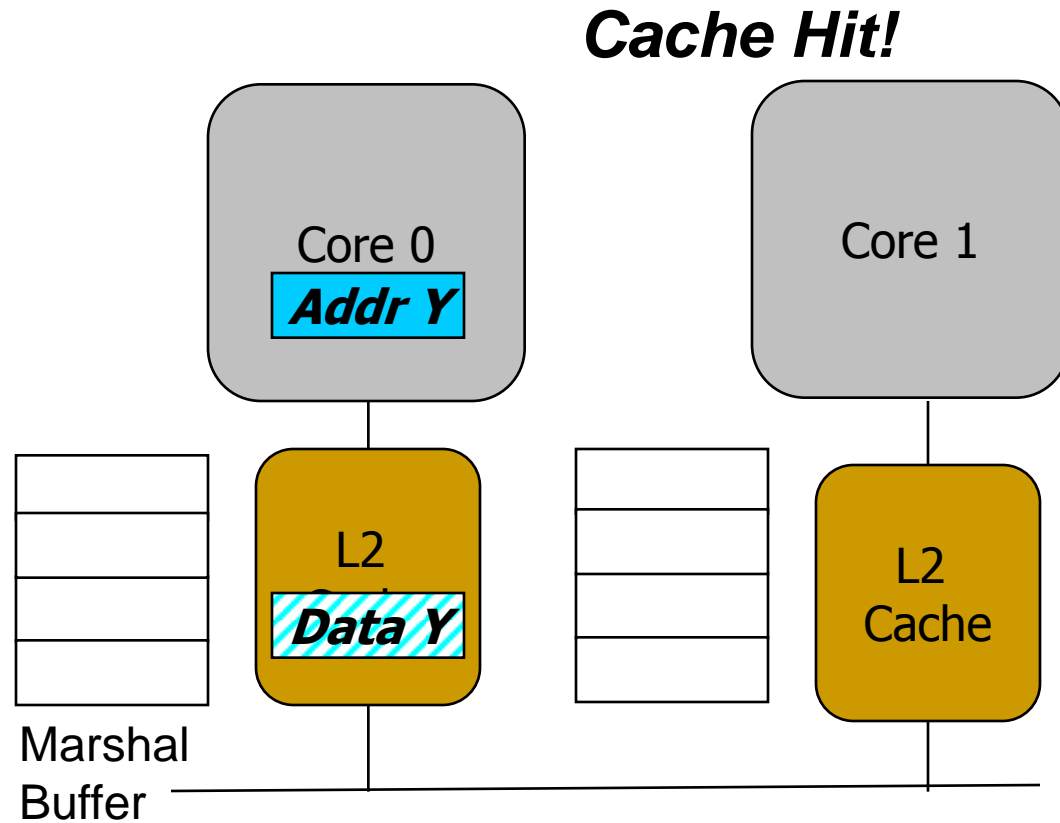 Cache Hit!
Core 0
Addr Y
Core 1
L2
Data Y
L2
Cache
Marshal
Buffer